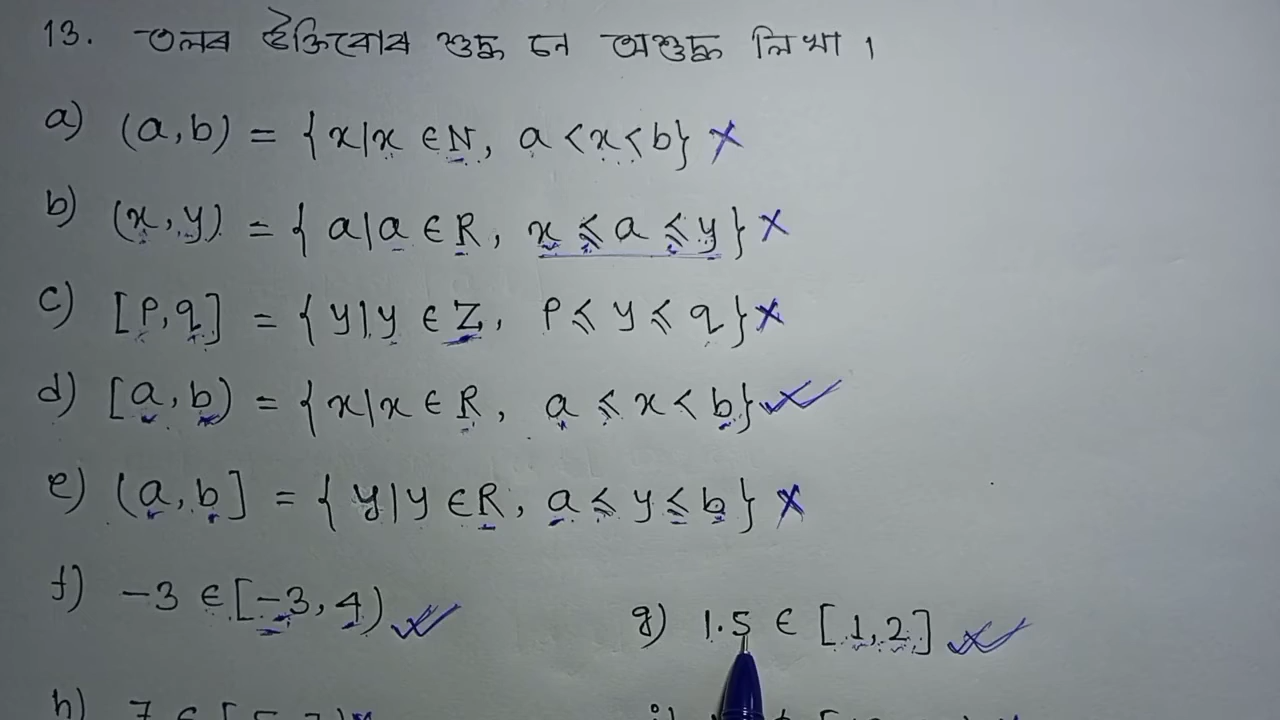 13. তলৰ উক্তিবোৰ শুদ্ধ নে অশুদ্ধ লিখা ।
a) (a,b) = {x|x ∈ N, a < x < b} ✗
b) (x,y) = {a|a ∈ R, x ⩽ a ⩽ y} ✗
c) [p,q] = {y|y ∈ Z, p ⩽ y ⩽ q} ✗
d) [a,b) = {x|x ∈ R, a ⩽ x < b} ✓
e) (a,b] = {y|y ∈ R, a ⩽ y ⩽ b} ✗
f) -3 ∈ [-3,4) ✓
g) 1.5 ∈ [1,2] ✓
h)